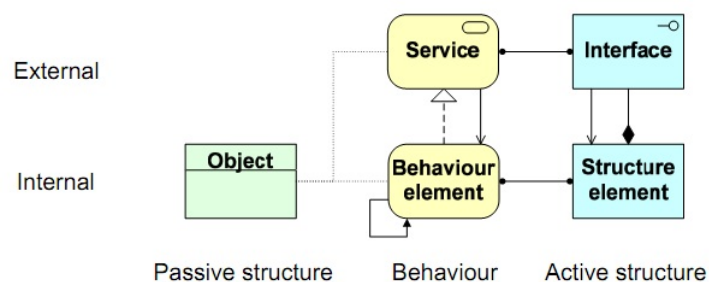 External
Service
Interface
Internal
Object
Behaviour
element
Structure
element
Passive structure
Behaviour
Active structure